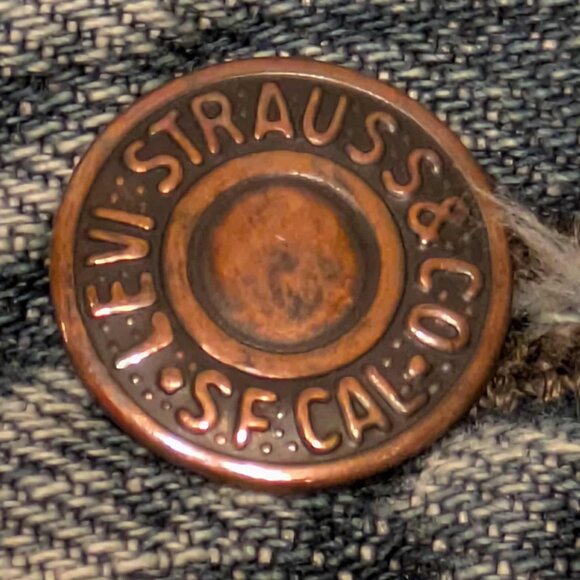 LEVI STRAUSS & CO
· S.F. CAL ·